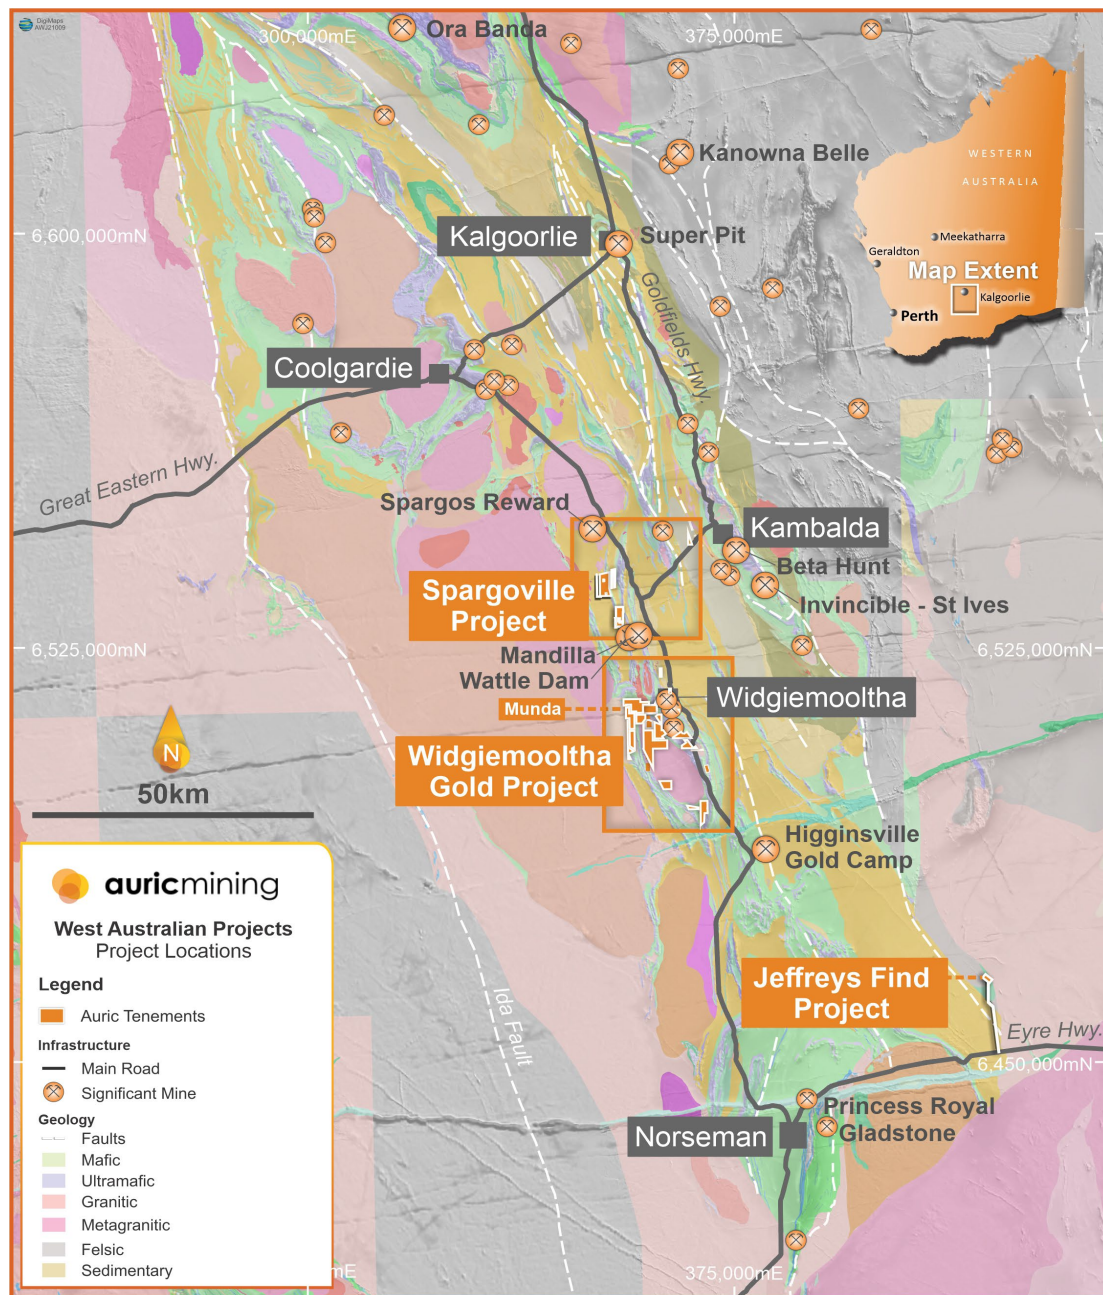 DigiMaps
AWJ21009
300,000mE
Ora Banda
375,000mE
Kanowna Belle
WESTERN
AUSTRALIA
Meekatharra
Geraldton
Map Extent
Kalgoorlie
Perth
6,600,000mN
Kalgoorlie
Super Pit
Goldfields Hwy.
Coolgardie
Great Eastern Hwy.
Spargos Reward
Kambalda
Beta Hunt
Invincible - St Ives
Spargoville
Project
6,525,000mN
6,525,000mN
Mandilla
Wattle Dam
Munda
Widgiemooltha
Widgiemooltha
Gold Project
N
50km
Higginsville
Gold Camp
Jeffreys Find
Project
Ida Fault
Eyre Hwy.
6,450,000mN
Princess Royal
Gladstone
Norseman
375,000mE
mE
auricmining
West Australian Projects
Project Locations
Legend
Auric Tenements
Infrastructure
Main Road
Significant Mine
Geology
Faults
Mafic
Ultramafic
Granitic
Metagranitic
Felsic
Sedimentary